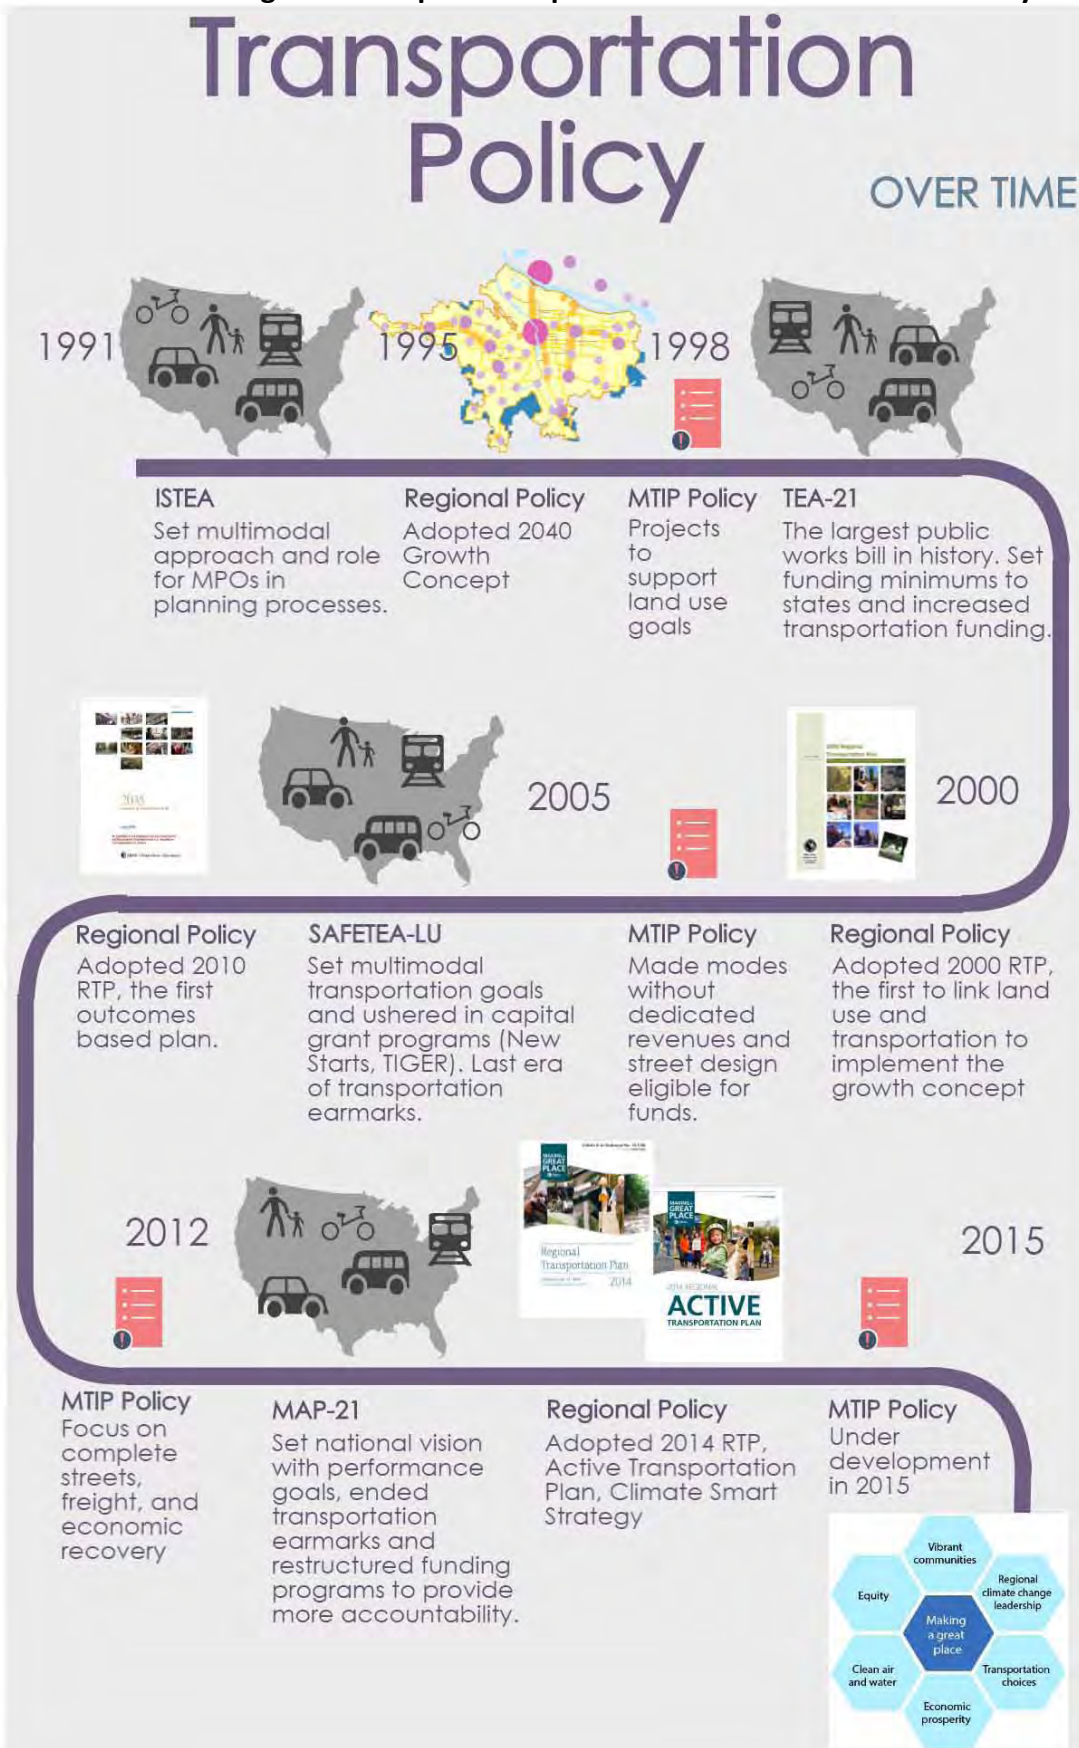 Transportation
Policy
OVER TIME
1991
1995
1998
ISTEA
Set multimodal
approach and role
for MPOs in
planning processes.
Regional Policy
Adopted 2040
Growth
Concept
MTIP Policy
Projects
to
support
land use
goals
TEA-21
The largest public
works bill in history. Set
funding minimums to
states and increased
transportation funding.
2005
2000
Regional Policy
Adopted 2010
RTP, the first
outcomes
based plan.
SAFETEA-LU
Set multimodal
transportation goals
and ushered in capital
grant programs (New
Starts, TIGER). Last era
of transportation
earmarks.
MTIP Policy
Made modes
without
dedicated
revenues and
street design
eligible for
funds.
Regional Policy
Adopted 2000 RTP,
the first to link land
use and
transportation to
implement the
growth concept
2012
MAKING A
GREAT
PLACE
Regional
Transportation Plan
2014
MAKING A
GREAT
PLACE
2014 REGIONAL
ACTIVE
TRANSPORTATION PLAN
2015
MTIP Policy
Focus on
complete
streets,
freight, and
economic
recovery
MAP-21
Set national vision
with performance
goals, ended
transportation
earmarks and
restructured funding
programs to provide
more accountability.
Regional Policy
Adopted 2014 RTP,
Active Transportation
Plan, Climate Smart
Strategy
MTIP Policy
Under
development
in 2015
Vibrant
communities
Equity
Regional
climate change
leadership
Making
a great
place
Clean air
and water
Transportation
choices
Economic
prosperity